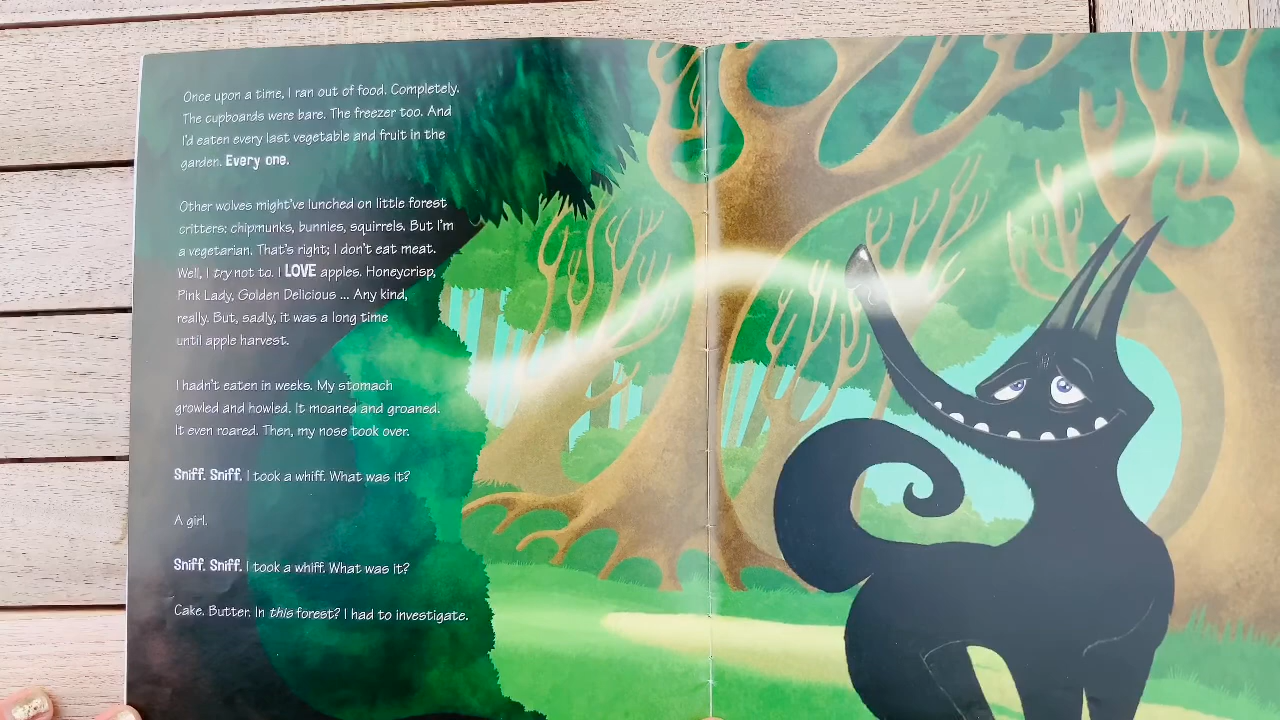 Once upon a time, I ran out of food. Completely.
The cupboards were bare. The freezer too. And
I'd eaten every last vegetable and fruit in the
garden. Every one.
Other wolves might've lunched on little forest
critters: chipmunks, bunnies, squirrels. But I'm
a vegetarian. That's right; I don't eat meat.
Well, I try not to. I LOVE apples. Honeycrisp,
Pink Lady, Golden Delicious ... Any kind,
really. But, sadly, it was a long time
until apple harvest.
I hadn't eaten in weeks. My stomach
growled and howled. It moaned and groaned.
It even roared. Then, my nose took over.
Sniff. Sniff. I took a whiff. What was it?
A girl.
Sniff. Sniff. I took a whiff. What was it?
Cake. Butter. In this forest? I had to investigate.